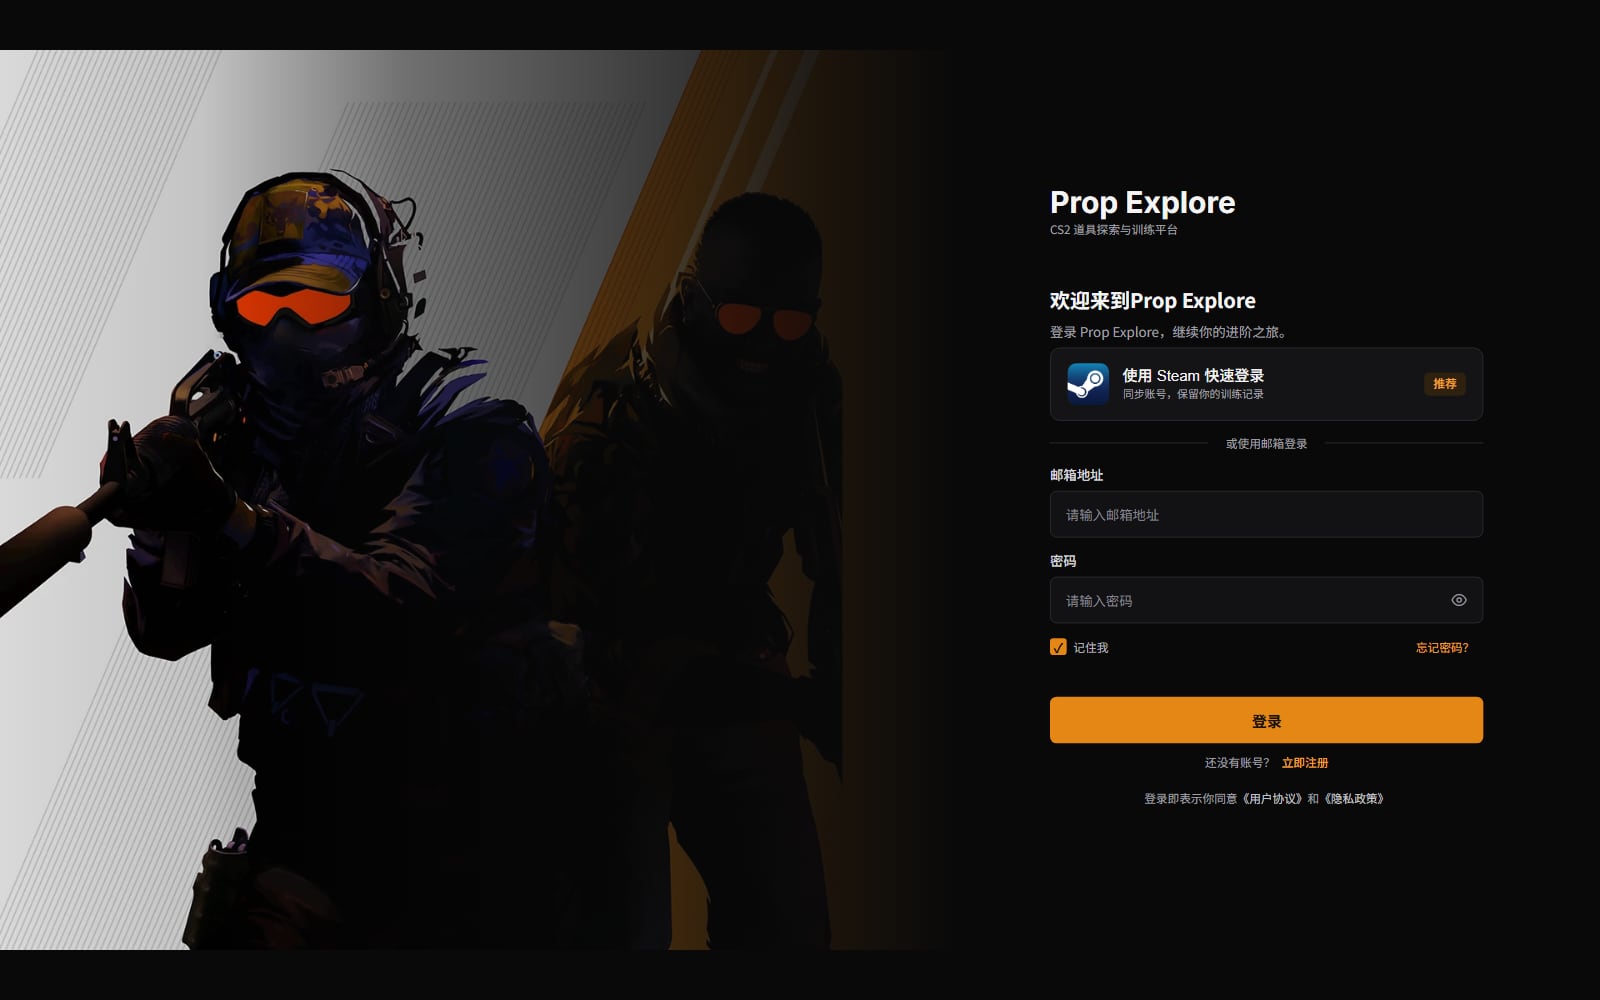 Prop Explore
CS2 道具探索与训练平台
欢迎来到Prop Explore
登录 Prop Explore，继续你的进阶之旅。
使用 Steam 快速登录
同步账号，保留你的训练记录
推荐
或使用邮箱登录
邮箱地址
请输入邮箱地址
密码
请输入密码
记住我
忘记密码？
登录
还没有账号？ 立即注册
登录即表示你同意《用户协议》和《隐私政策》